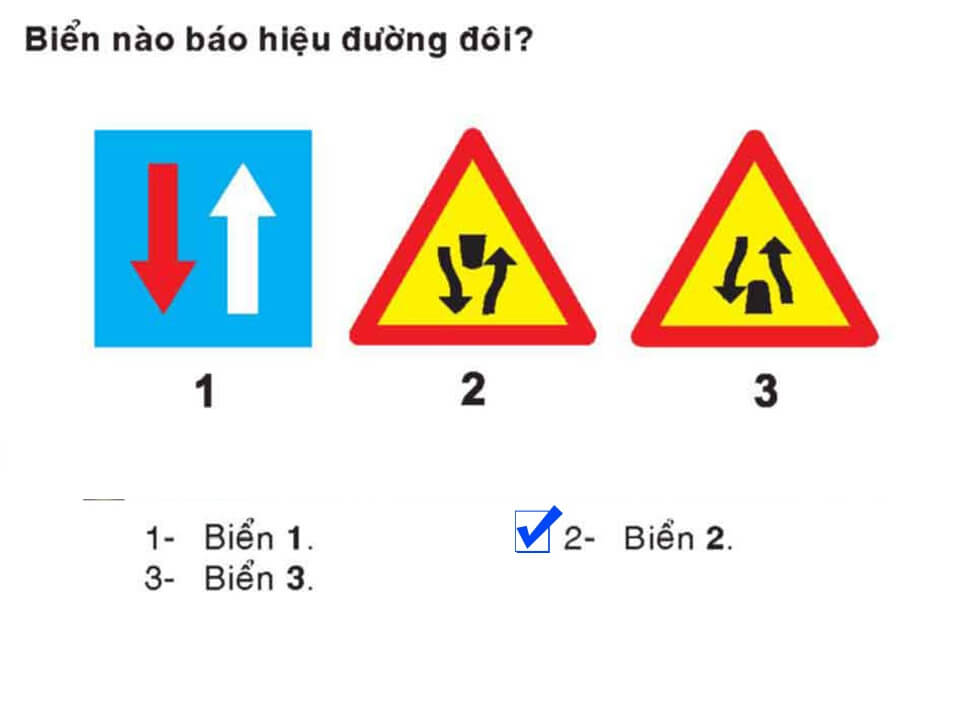 Biển nào báo hiệu đường đôi?
1 2 3
1- Biển 1.
2- Biển 2.
3- Biển 3.